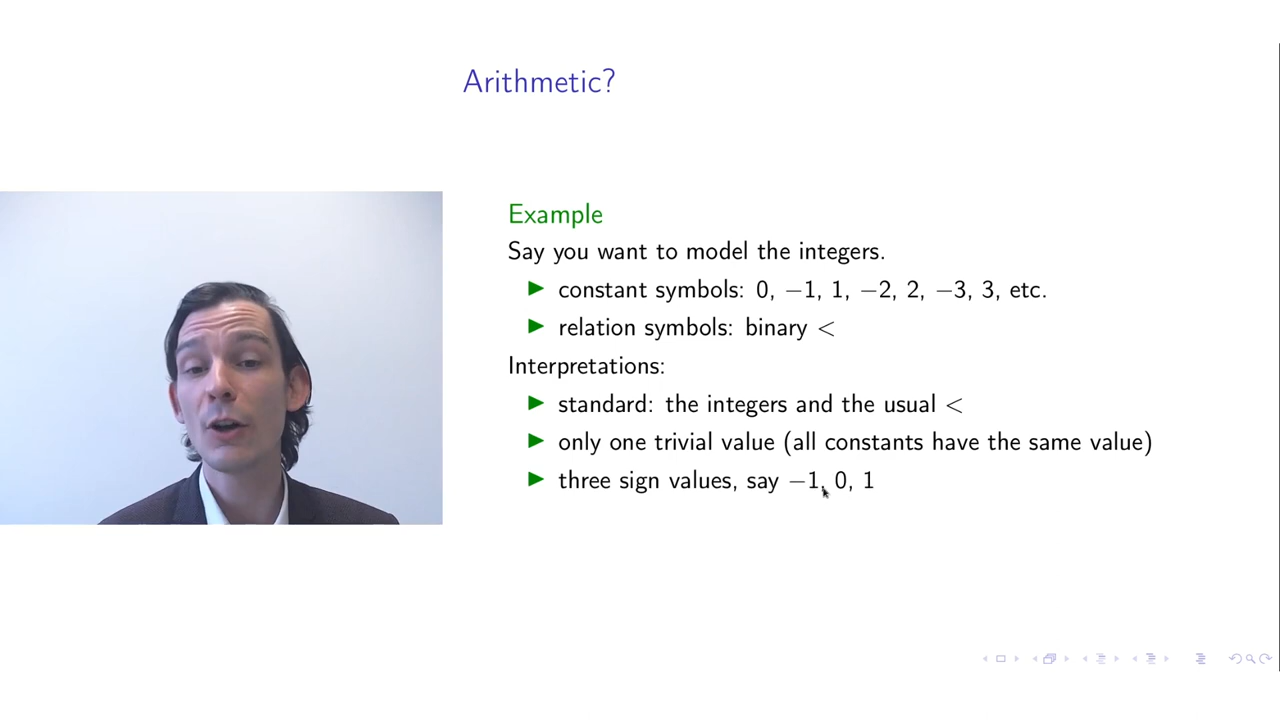 Arithmetic?
Example
Say you want to model the integers.
▶ constant symbols: 0, −1, 1, −2, 2, −3, 3, etc.
▶ relation symbols: binary <
Interpretations:
▶ standard: the integers and the usual <
▶ only one trivial value (all constants have the same value)
▶ three sign values, say −1, 0, 1